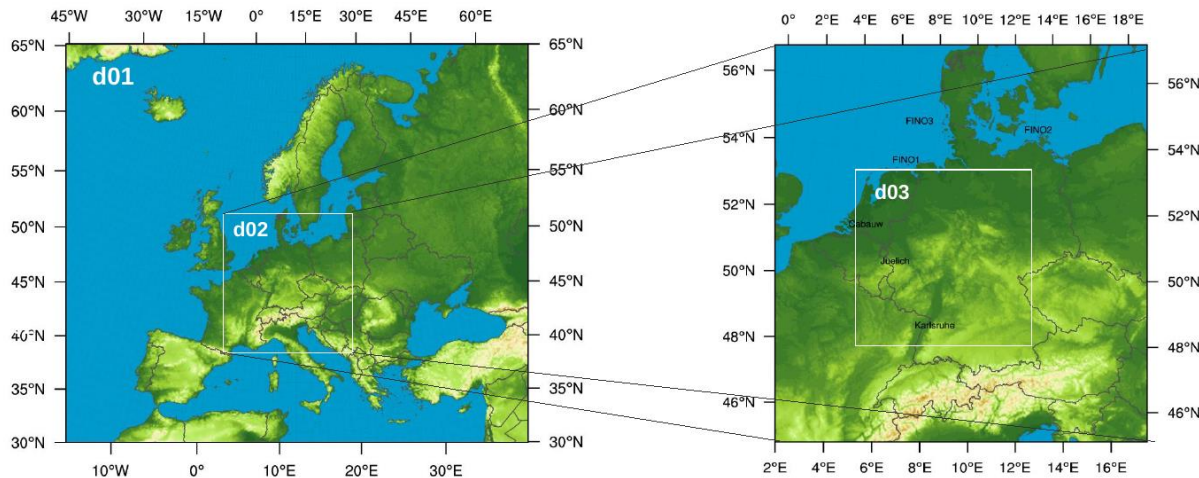 45°W 30°W 15°W 0° 15°E 30°E 45°E 60°E
65°N 65°N
d01
60°N 60°N
55°N 55°N
50°N 50°N
d02
45°N 45°N
40°N 40°N
35°N 35°N
30°N 30°N
10°W 0° 10°E 20°E 30°E
0° 2°E 4°E 6°E 8°E 10°E 12°E 14°E 16°E 18°E
56°N 56°N
FINO3
FINO2
54°N 54°N
FINO1
d03
52°N 52°N
Cabauw
Juelich
50°N 50°N
Karlsruhe
48°N 48°N
46°N 46°N
2°E 4°E 6°E 8°E 10°E 12°E 14°E 16°E